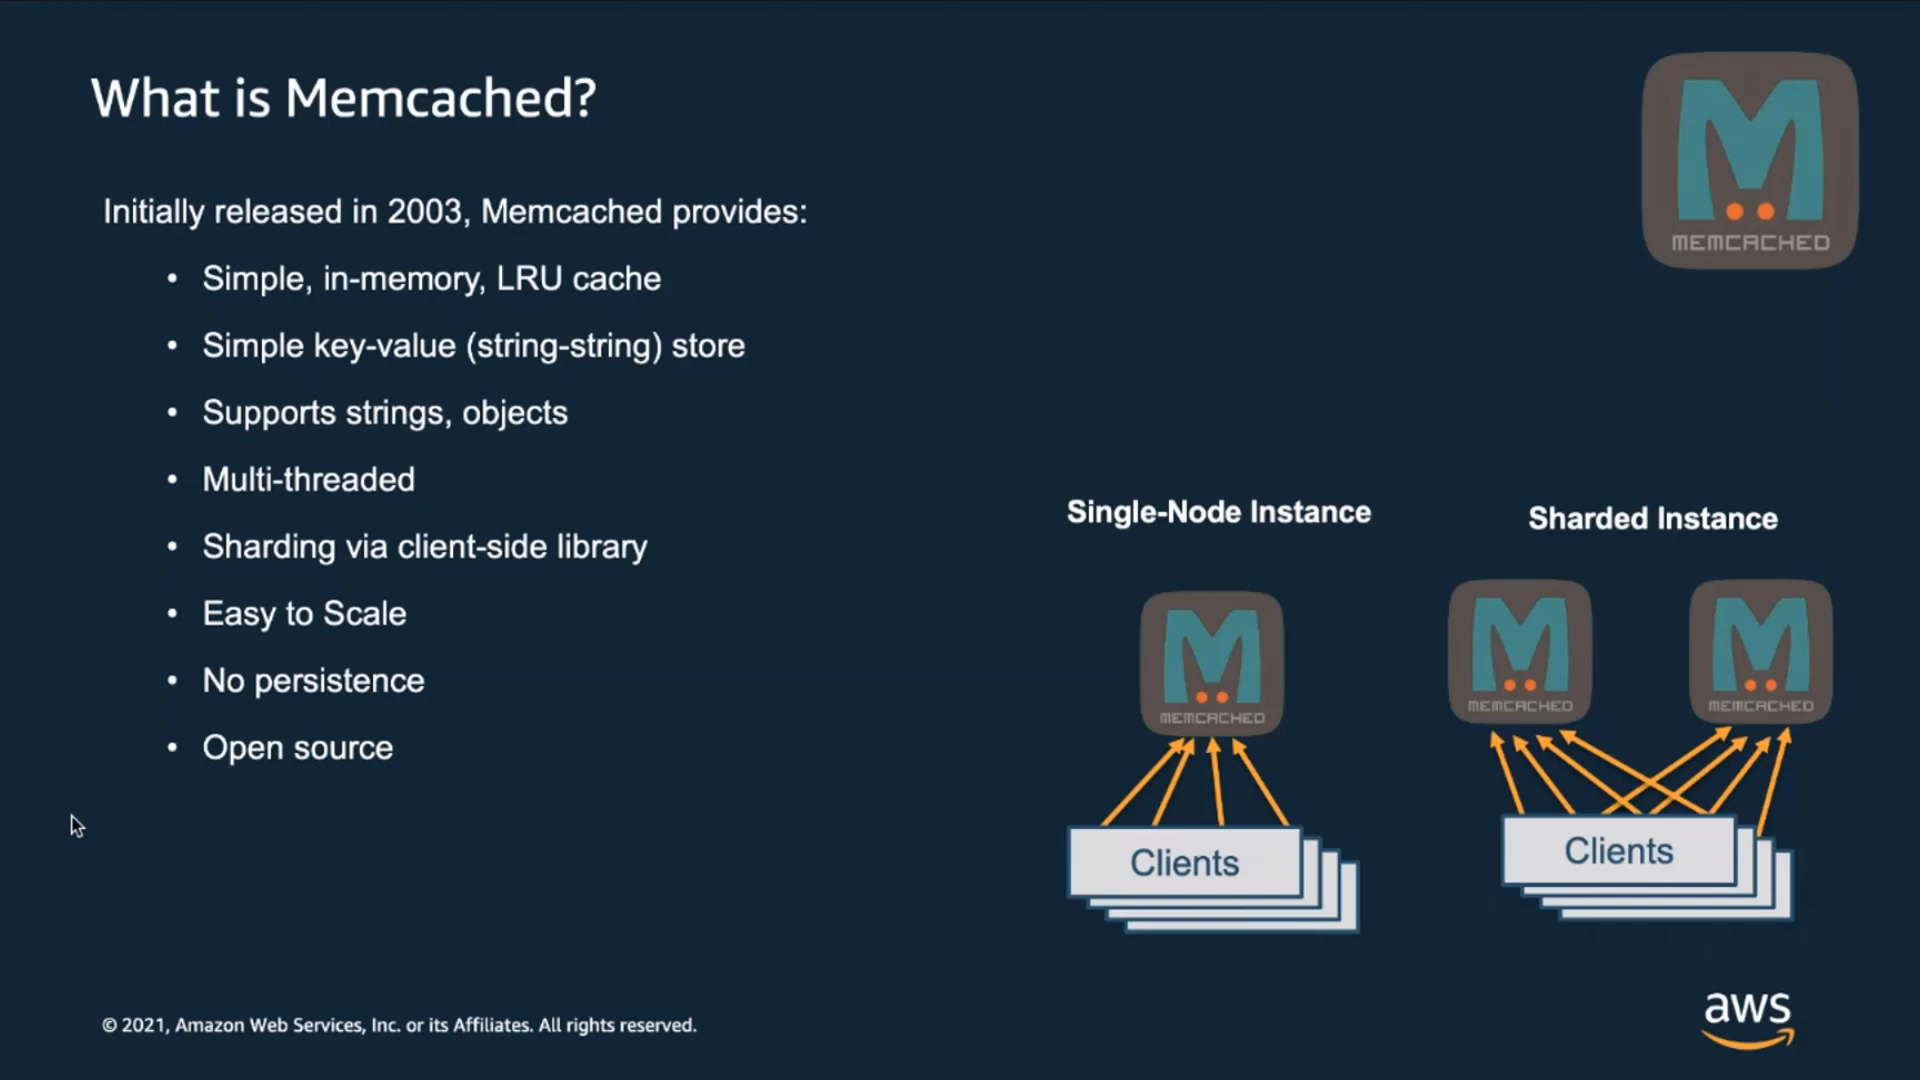 What is Memcached?
MEMCACHED
Initially released in 2003, Memcached provides:
• Simple, in-memory, LRU cache
• Simple key-value (string-string) store
• Supports strings, objects
• Multi-threaded
• Sharding via client-side library
• Easy to Scale
• No persistence
• Open source
Single-Node Instance
MEMCACHED
Clients
Sharded Instance
MEMCACHED
MEMCACHED
Clients
© 2021, Amazon Web Services, Inc. or its Affiliates. All rights reserved.
aws